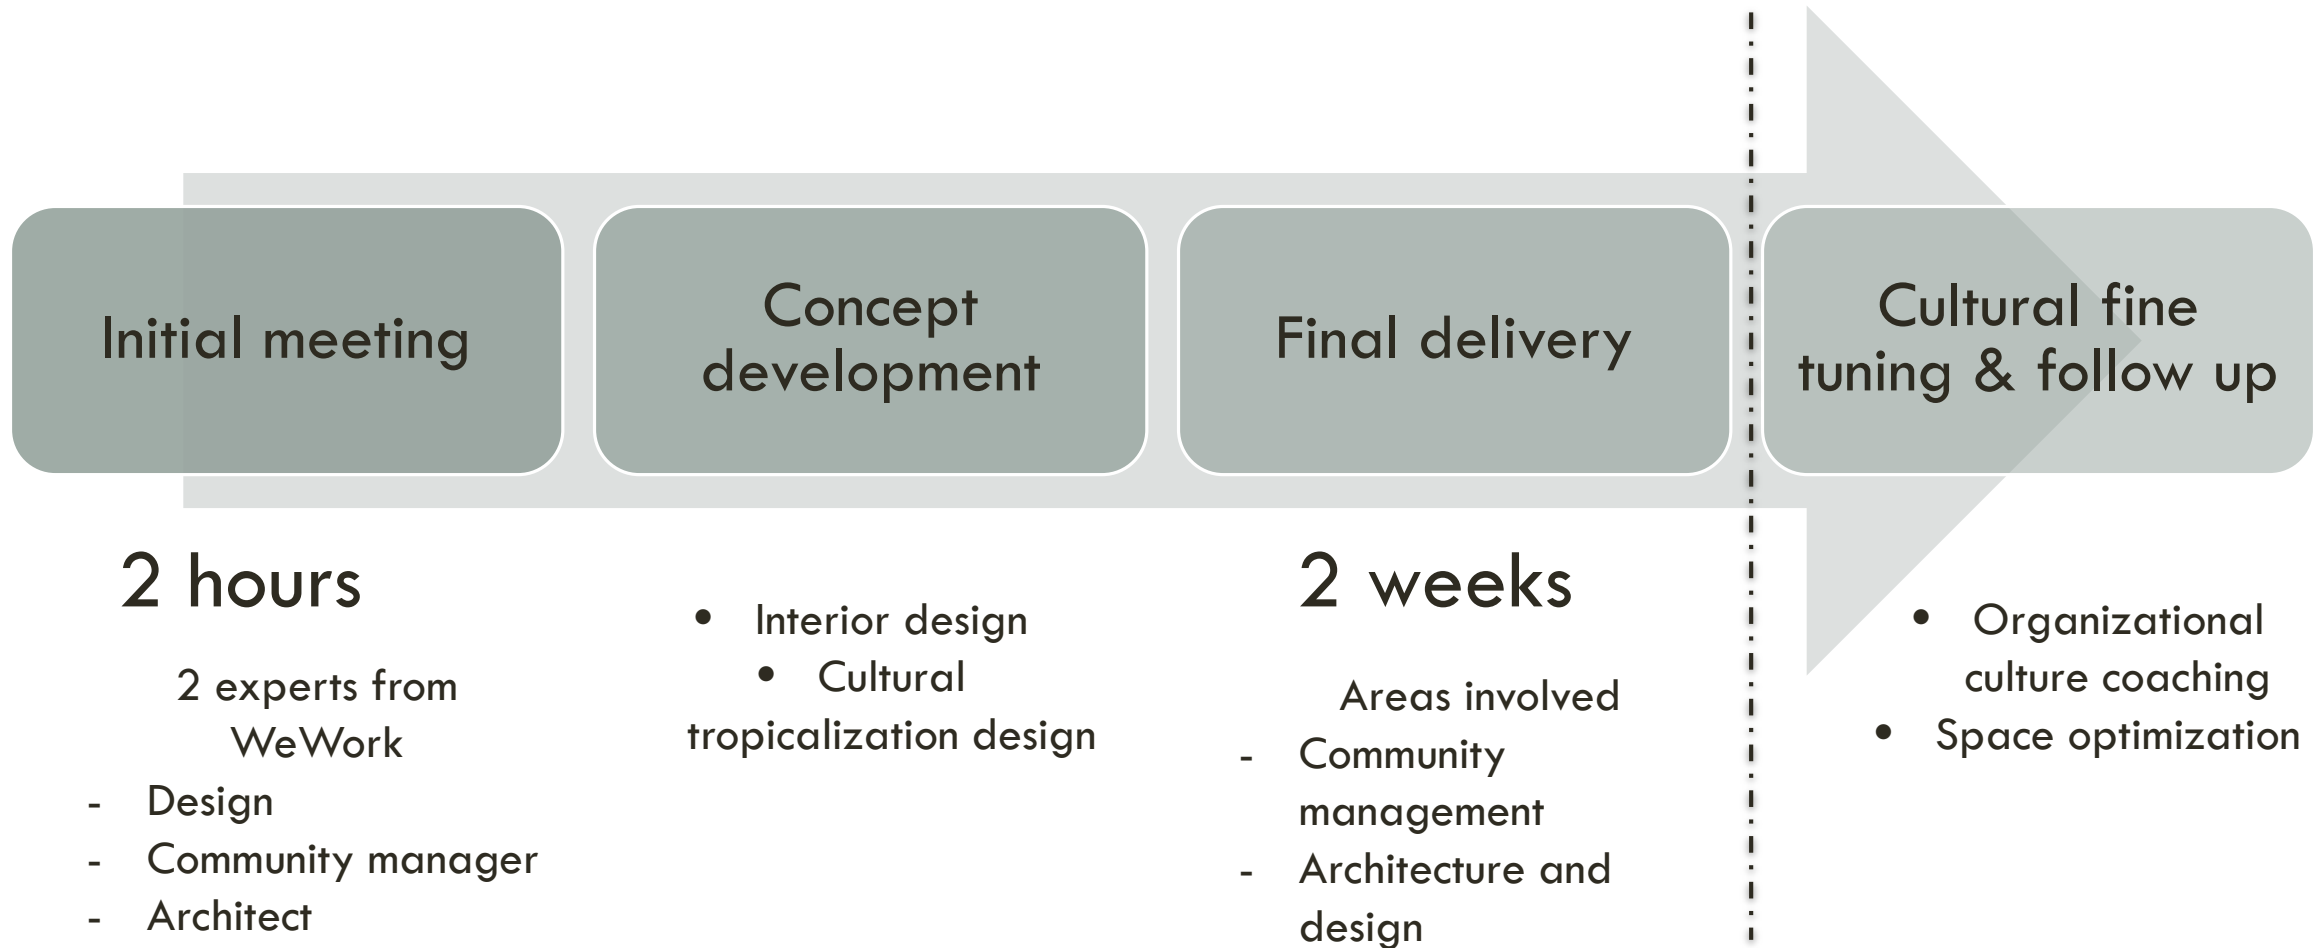 Initial meeting
Concept
development
Final delivery
Cultural fine
tuning & follow up
2 hours
2 experts from
WeWork
- Design
- Community manager
- Architect
• Interior design
• Cultural
tropicalization design
2 weeks
Areas involved
- Community
management
- Architecture and
design
• Organizational
culture coaching
• Space optimization